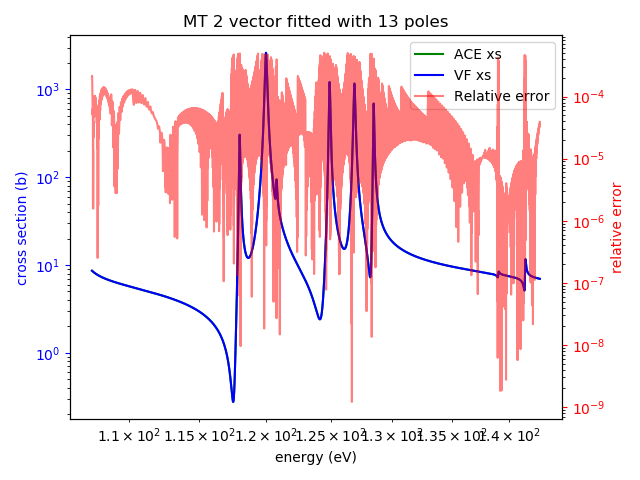 MT 2 vector fitted with 13 poles
ACE xs
VF xs
Relative error
10³
10²
10¹
10⁰
cross section (b)
10⁻⁴
10⁻⁵
10⁻⁶
10⁻⁷
10⁻⁸
10⁻⁹
relative error
1.1 × 10² 1.15 × 10² 1.2 × 10² 1.25 × 10² 1.3 × 10² 1.35 × 10² 1.4 × 10²
energy (eV)